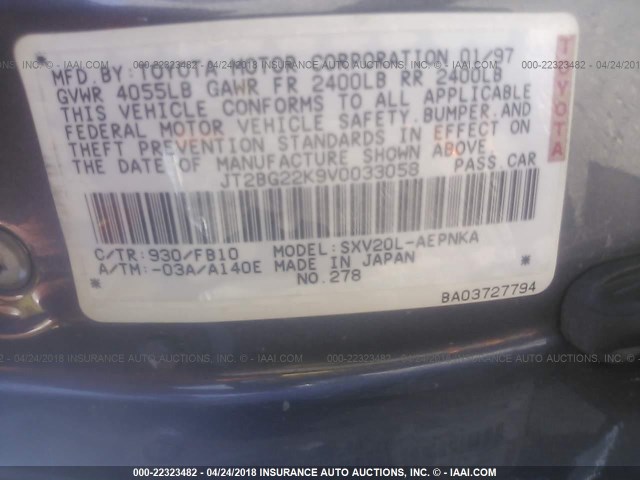 MFD.BY:TOYOTA MOTOR CORPORATION 01/97
GVWR 4055LB GAWR FR 2400LB RR 2400LB
THIS VEHICLE CONFORMS TO ALL APPLICABLE
FEDERAL MOTOR VEHICLE SAFETY,BUMPER,AND
THEFT PREVENTION STANDARDS IN EFFECT ON
THE DATE OF MANUFACTURE SHOWN ABOVE.
JT2BG22K9V0033058 PASS.CAR
TOYOTA
C/TR:930/FB10 MODEL:SXV20L-AEPNKA
A/TM:-03A/A140E MADE IN JAPAN
NO.278
BA03727794
000-22323482 - 04/24/2018 INSURANCE AUTO AUCTIONS, INC. - © - IAAI.COM